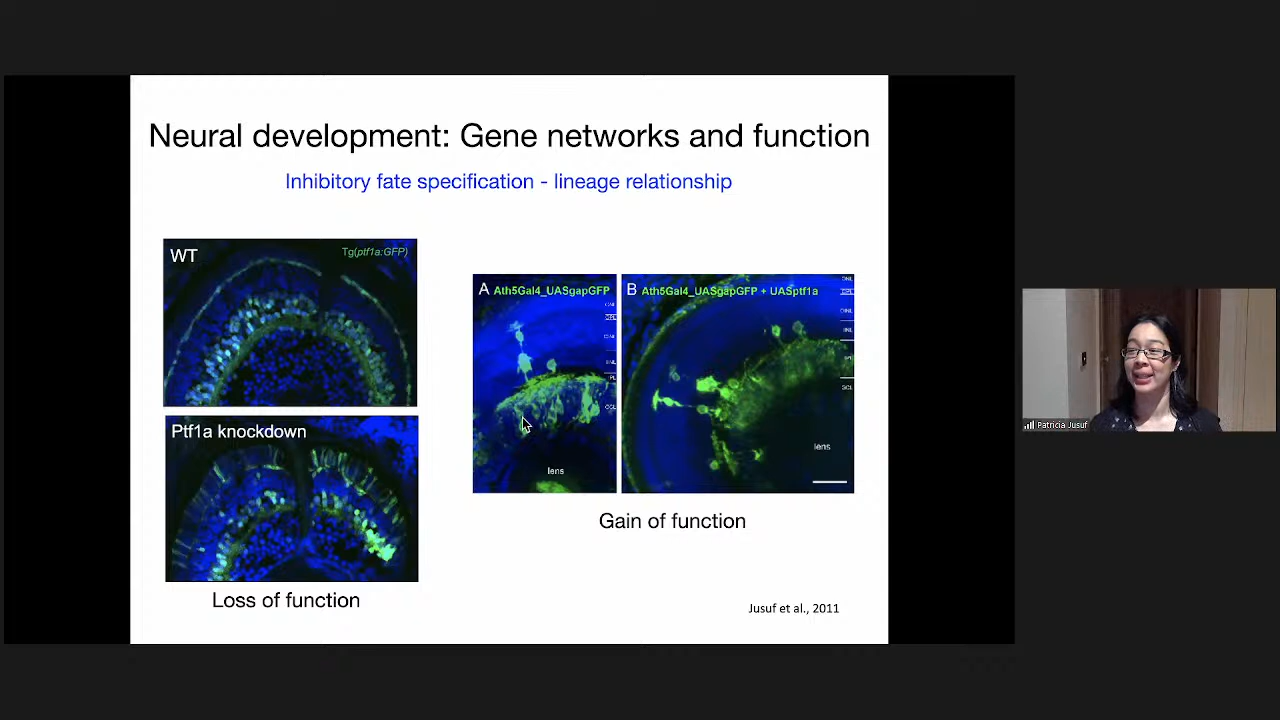 Neural development: Gene networks and function
Inhibitory fate specification - lineage relationship
WT
Tg(ptf1a:GFP)
Ptf1a knockdown
Loss of function
A Ath5Gal4_UASgapGFP
lens
B Ath5Gal4_UASgapGFP + UASptf1a
lens
Gain of function
Jusuf et al., 2011
Patricia Jusuf